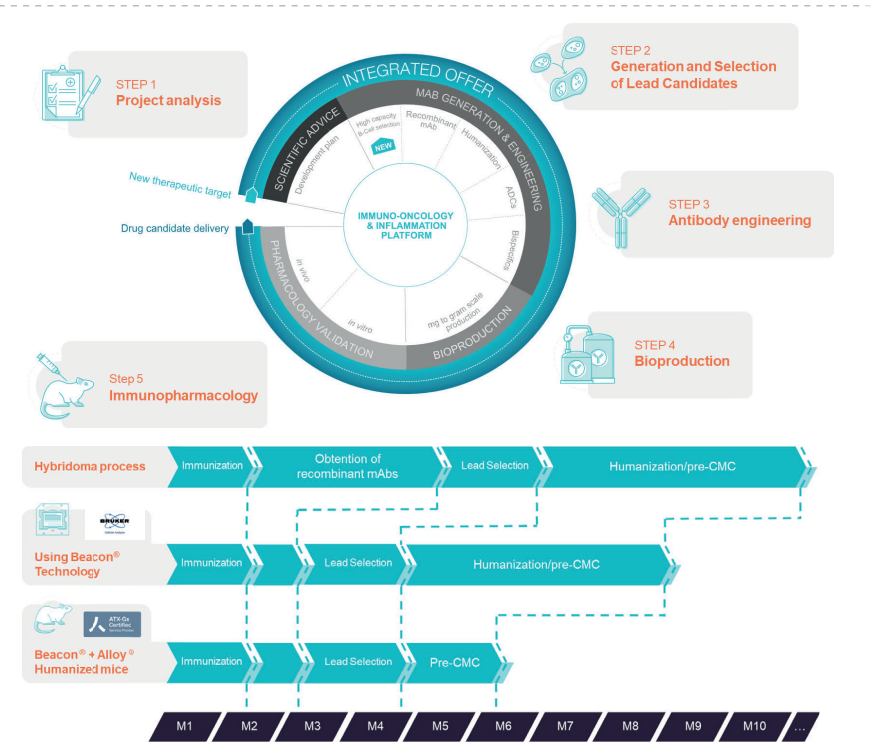 STEP 1
Project analysis
STEP 2
Generation and Selection
of Lead Candidates
STEP 3
Antibody engineering
STEP 4
Bioproduction
Step 5
Immunopharmacology
New therapeutic target
Drug candidate delivery
INTEGRATED OFFER
SCIENTIFIC ADVICE
MAB GENERATION & ENGINEERING
BIOPRODUCTION
PHARMACOLOGY VALIDATION
Development plan
High capacity
B-Cell selection
NEW
Recombinant
mAb
Humanization
ADCs
Bispecifics
mg to gram scale
production
in vitro
in vivo
IMMUNO-ONCOLOGY
& INFLAMMATION
PLATFORM
Hybridoma process
Immunization
Obtention of
recombinant mAbs
Lead Selection
Humanization/pre-CMC
BRUKER
Cellular Analysis
Using Beacon®
Technology
Immunization
Lead Selection
Humanization/pre-CMC
ATX-Gx
Certified
Service Provider
Beacon® + Alloy®
Humanized mice
Immunization
Lead Selection
Pre-CMC
M1
M2
M3
M4
M5
M6
M7
M8
M9
M10
...